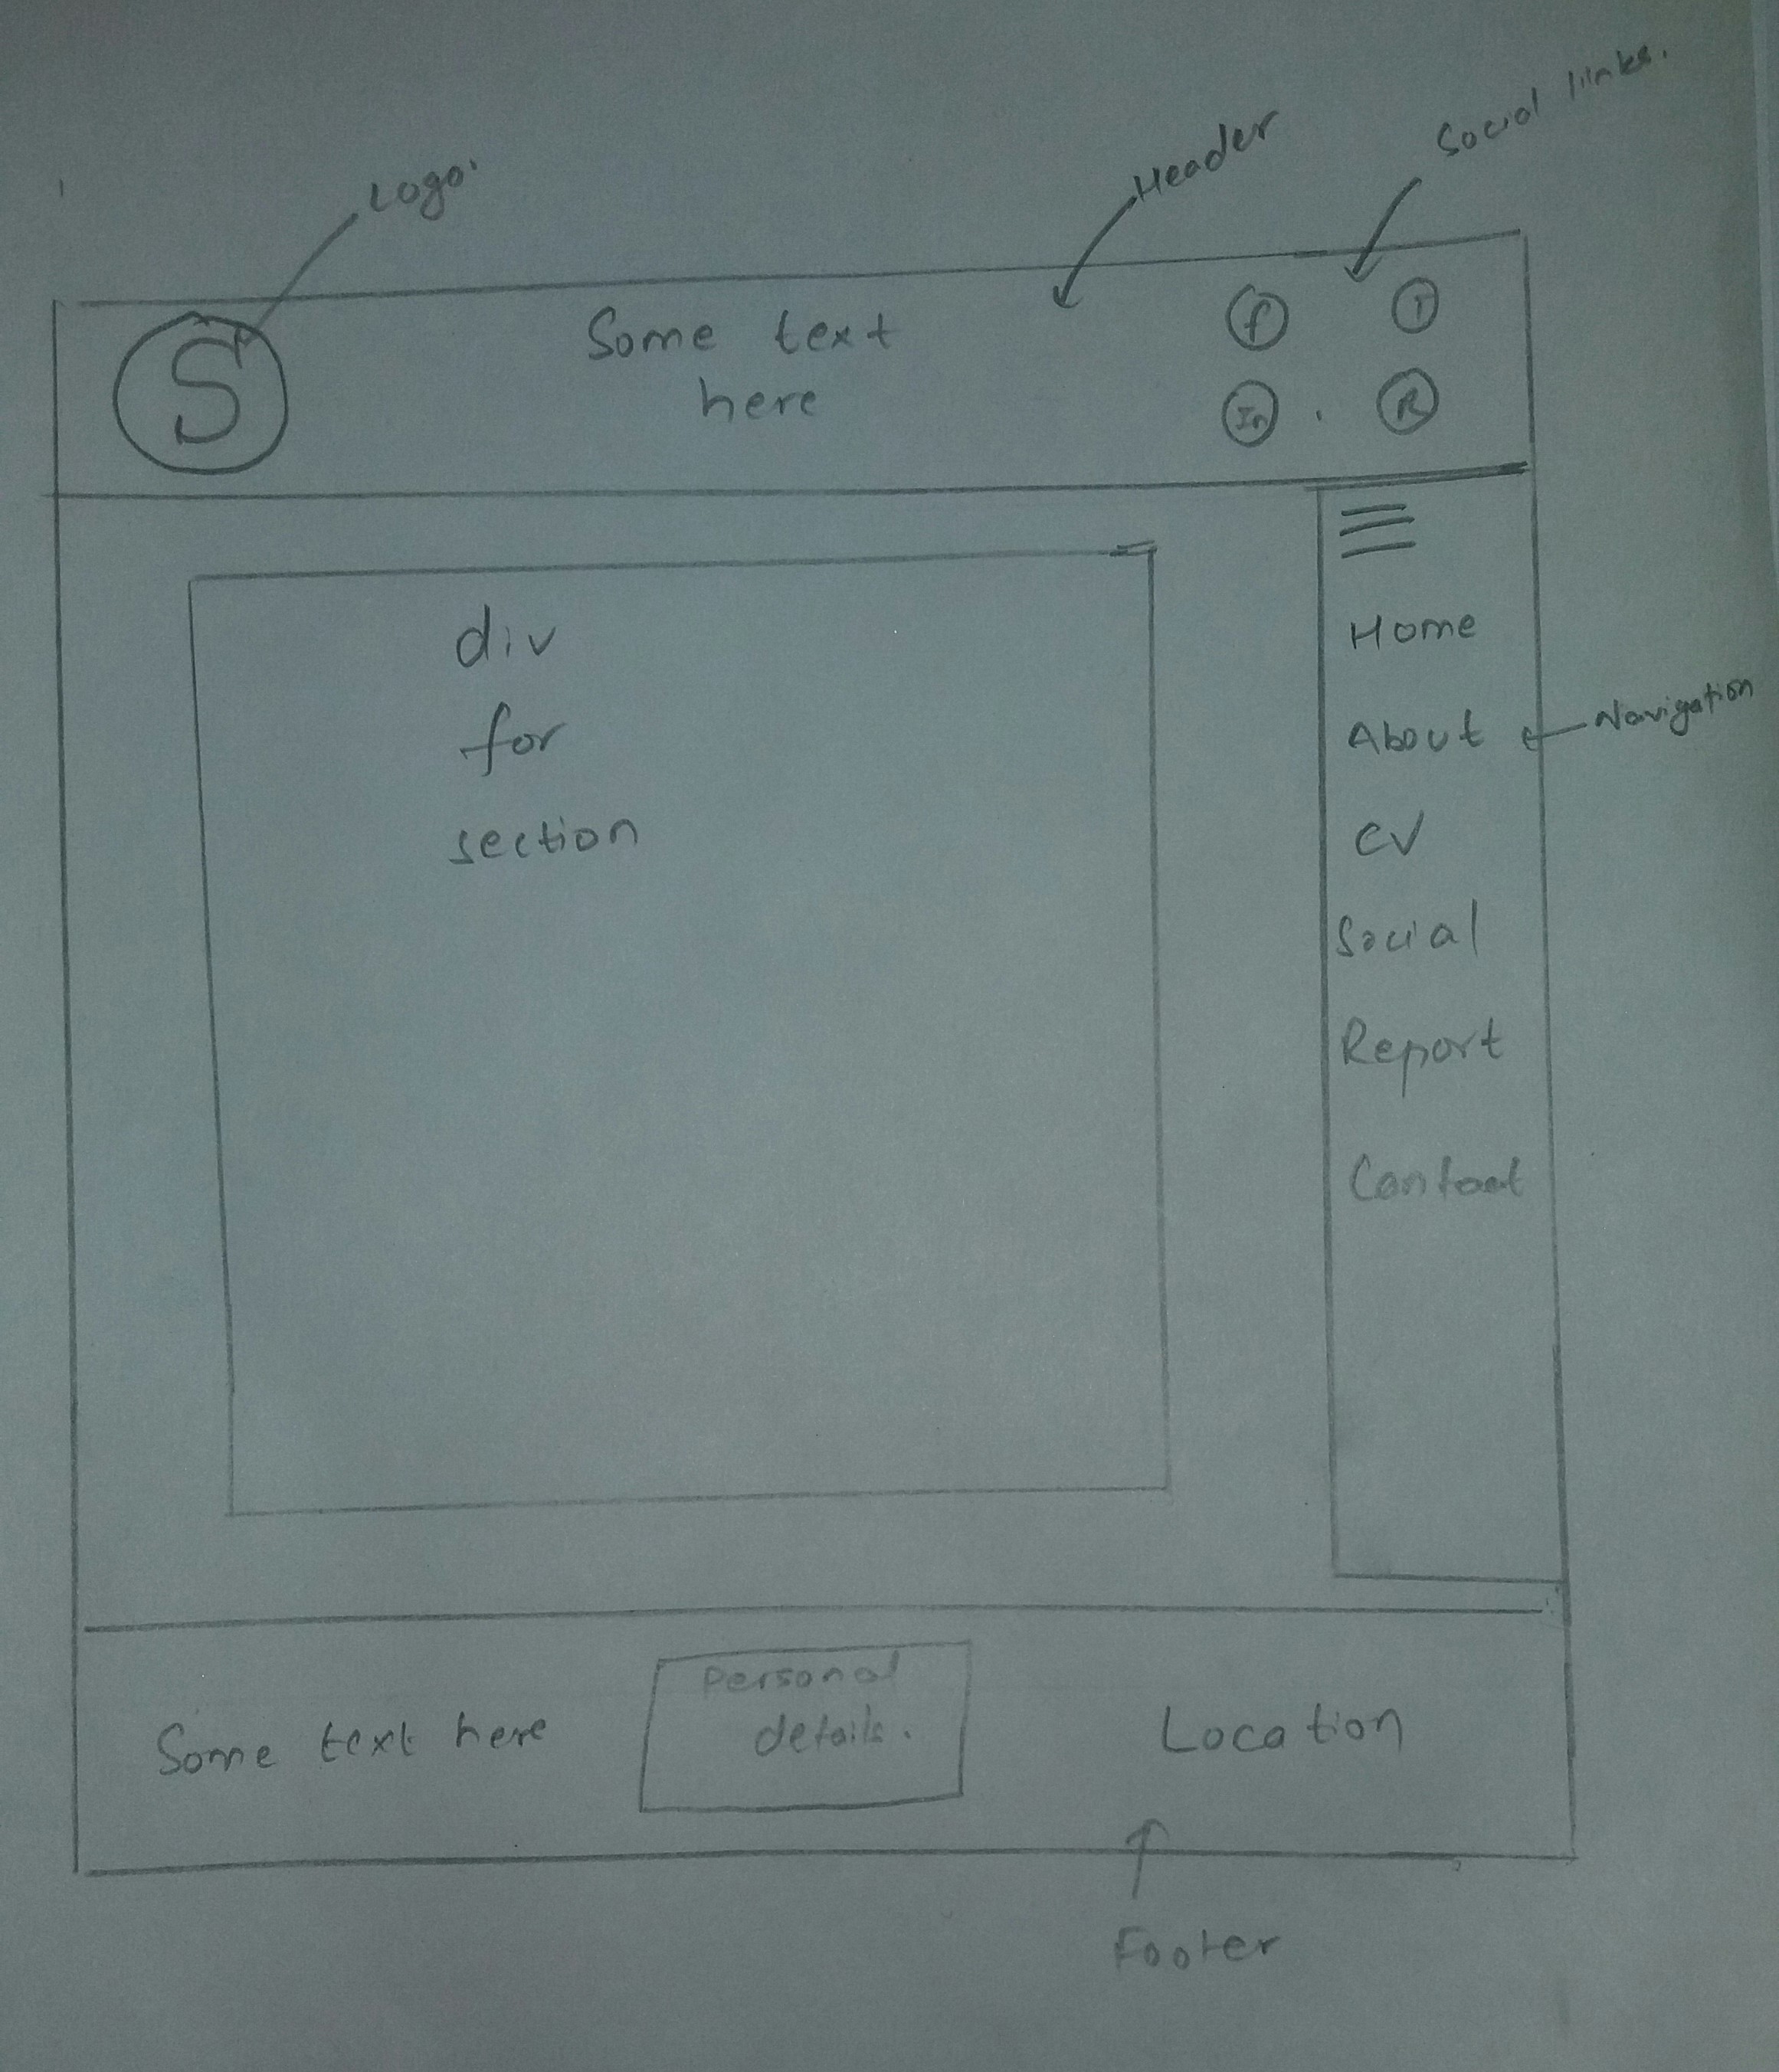 Logo.
Header
Social links.
S
Some text
here
f
T
In
R
div
for
section
Home
About
CV
Social
Report
Contact
Navigation
Some text here
Personal
details.
Location
Footer